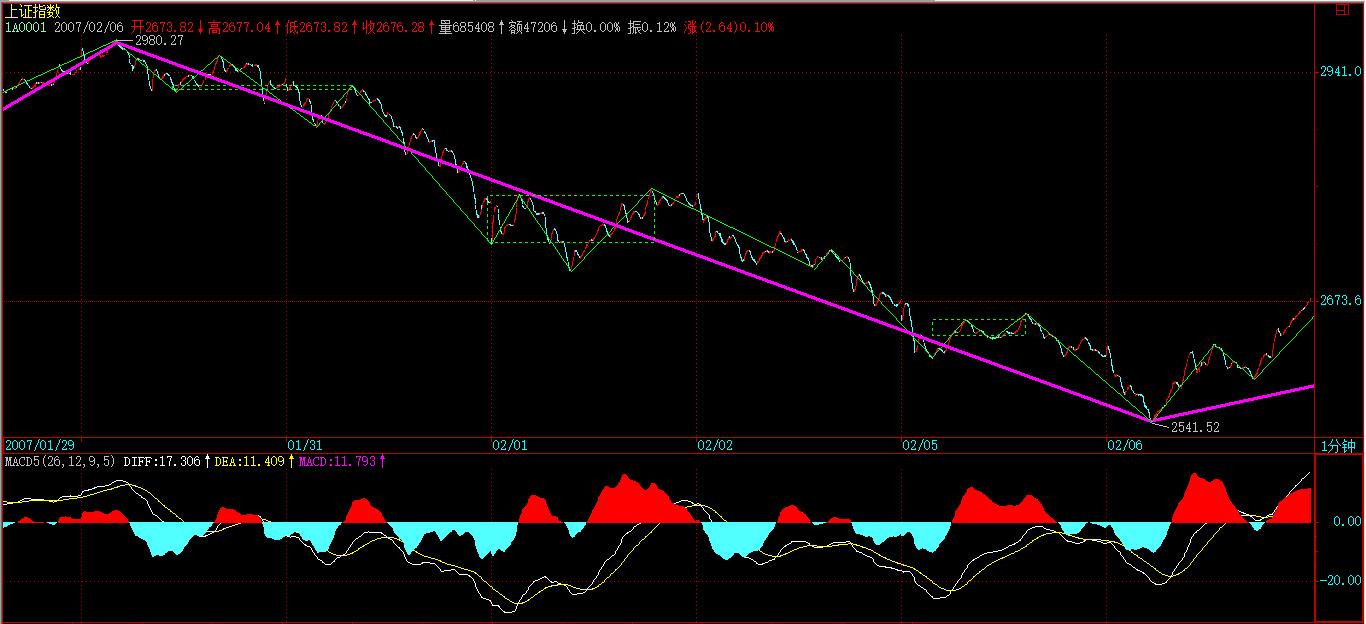 上证指数
1A0001 2007/02/06 开2673.82↓高2677.04↑低2673.82↑收2676.28↑量685408↑额47206↓换0.00% 振0.12% 涨(2.64)0.10%
2980.27
2941.0
2673.6
2541.52
2007/01/29 01/31 02/01 02/02 02/05 02/06 1分钟
MACD5(26,12,9,5) DIFF:17.306↑DEA:11.409↑MACD:11.793↑
0.00
-20.00